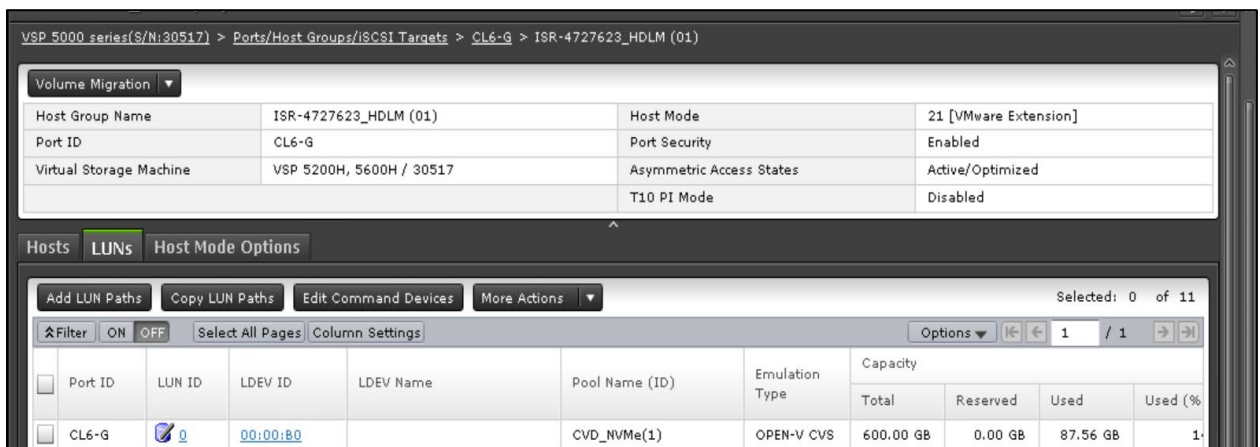 VSP 5000 series(S/N:30517) > Ports/Host Groups/iSCSI Targets > CL6-G > ISR-4727623_HDLM (01)
Volume Migration
Host Group Name ISR-4727623_HDLM (01) Host Mode 21 [VMware Extension]
Port ID CL6-G Port Security Enabled
Virtual Storage Machine VSP 5200H, 5600H / 30517 Asymmetric Access States Active/Optimized
T10 PI Mode Disabled
Hosts LUNs Host Mode Options
Add LUN Paths Copy LUN Paths Edit Command Devices More Actions Selected: 0 of 11
Filter ON OFF Select All Pages Column Settings Options 1 / 1
Port ID LUN ID LDEV ID LDEV Name Pool Name (ID) Emulation Type Capacity
Total Reserved Used Used (%
CL6-G 0 00:00:B0 CVD_NVMe(1) OPEN-V CVS 600.00 GB 0.00 GB 87.56 GB